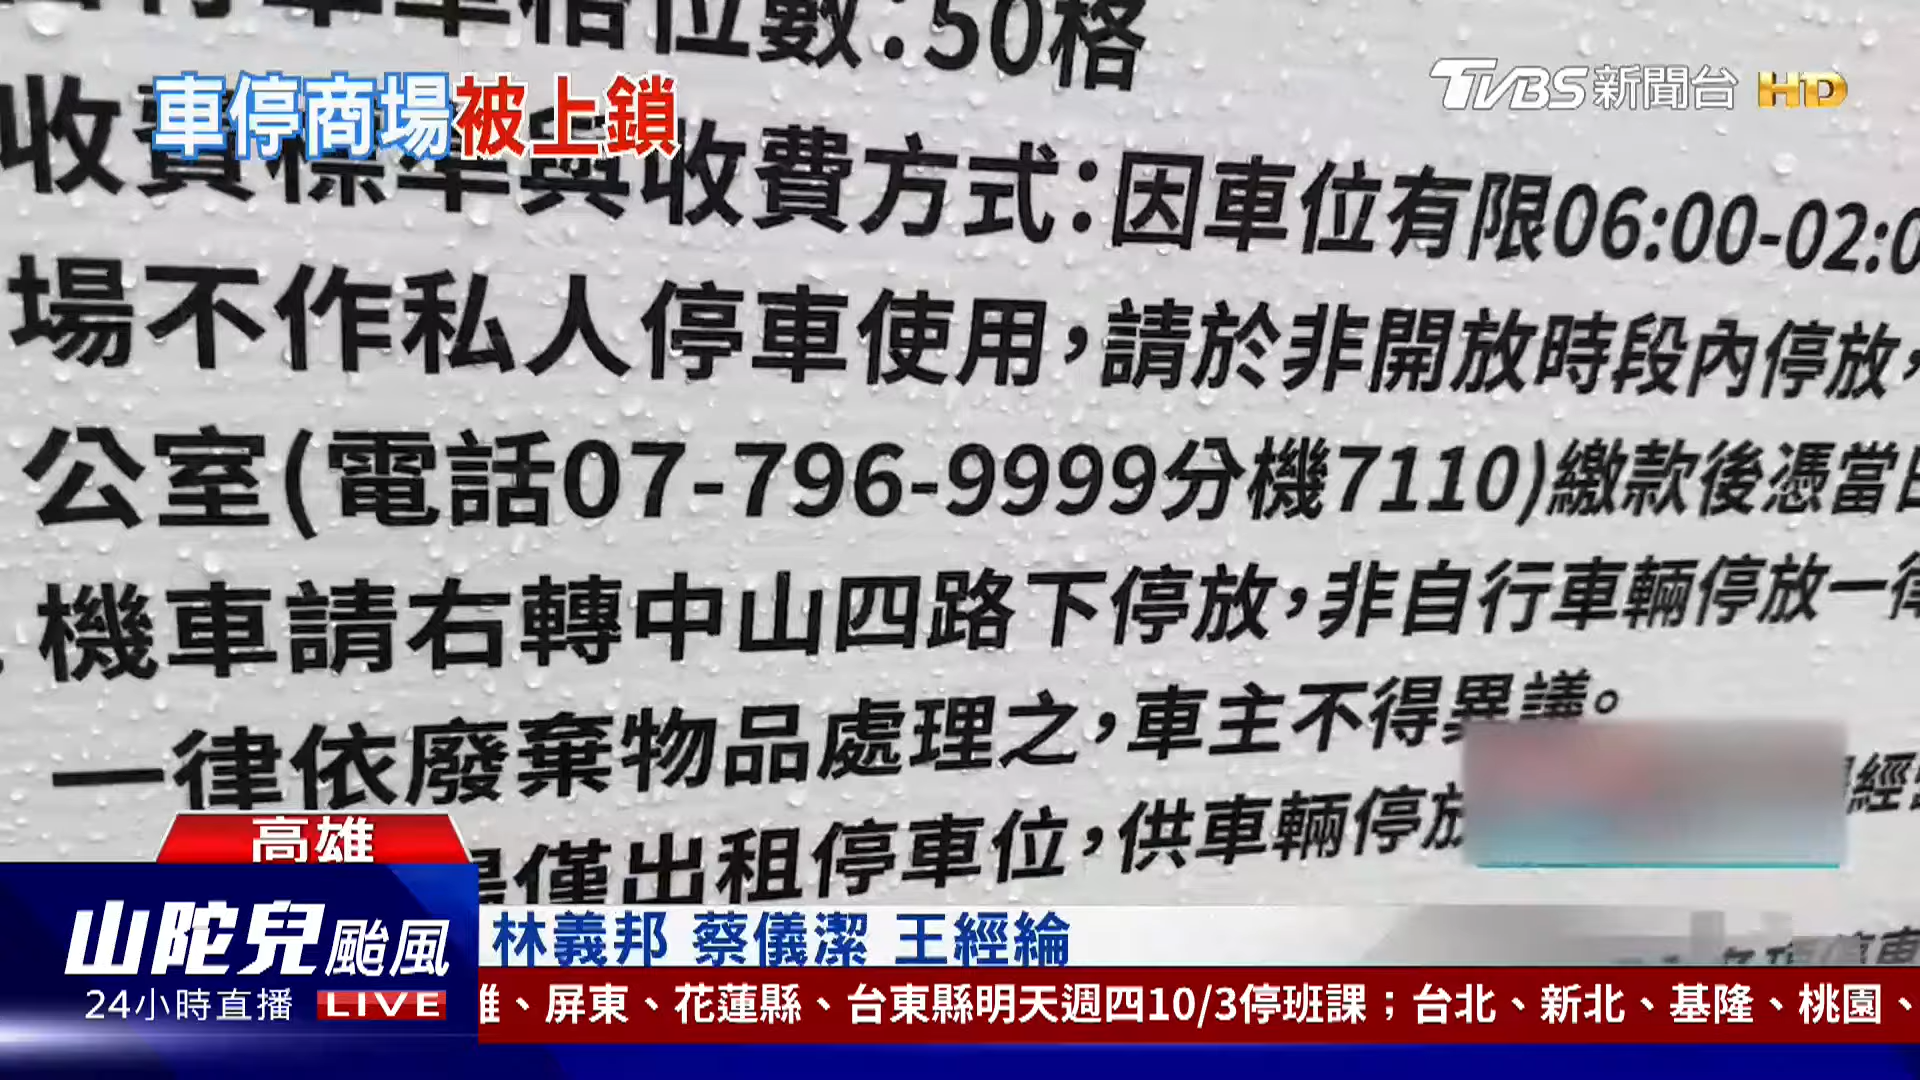 車格位數:50格
TVBS新聞台 HD
車停商場被上鎖
收費標準與收費方式:因車位有限06:00-02:0
場不作私人停車使用,請於非開放時段內停放,
公室(電話07-796-9999分機7110)繳款後憑當日
機車請右轉中山四路下停放,非自行車輛停放一律
一律依廢棄物品處理之,車主不得異議。
僅出租停車位,供車輛停放
經
高雄
山陀兒颱風
林義邦 蔡儀潔 王經綸
24小時直播 LIVE
雄、屏東、花蓮縣、台東縣明天週四10/3停班課;台北、新北、基隆、桃園、